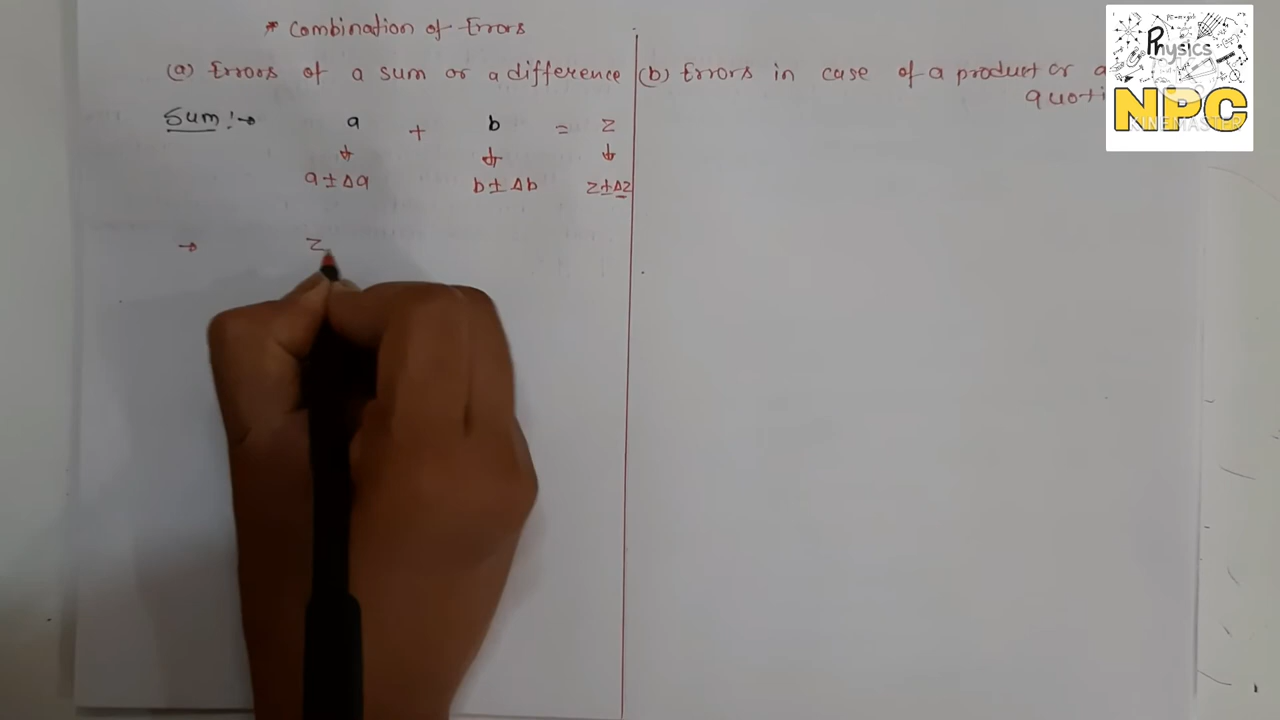 * Combination of Errors
(a) Errors of a sum or a difference
Sum :→ a + b = z
↓ ↓ ↓
a ± Δa b ± Δb z ± Δz
→ z
(b) Errors in case of a product or a
quoti
Physics
NPC
KINEMASTER